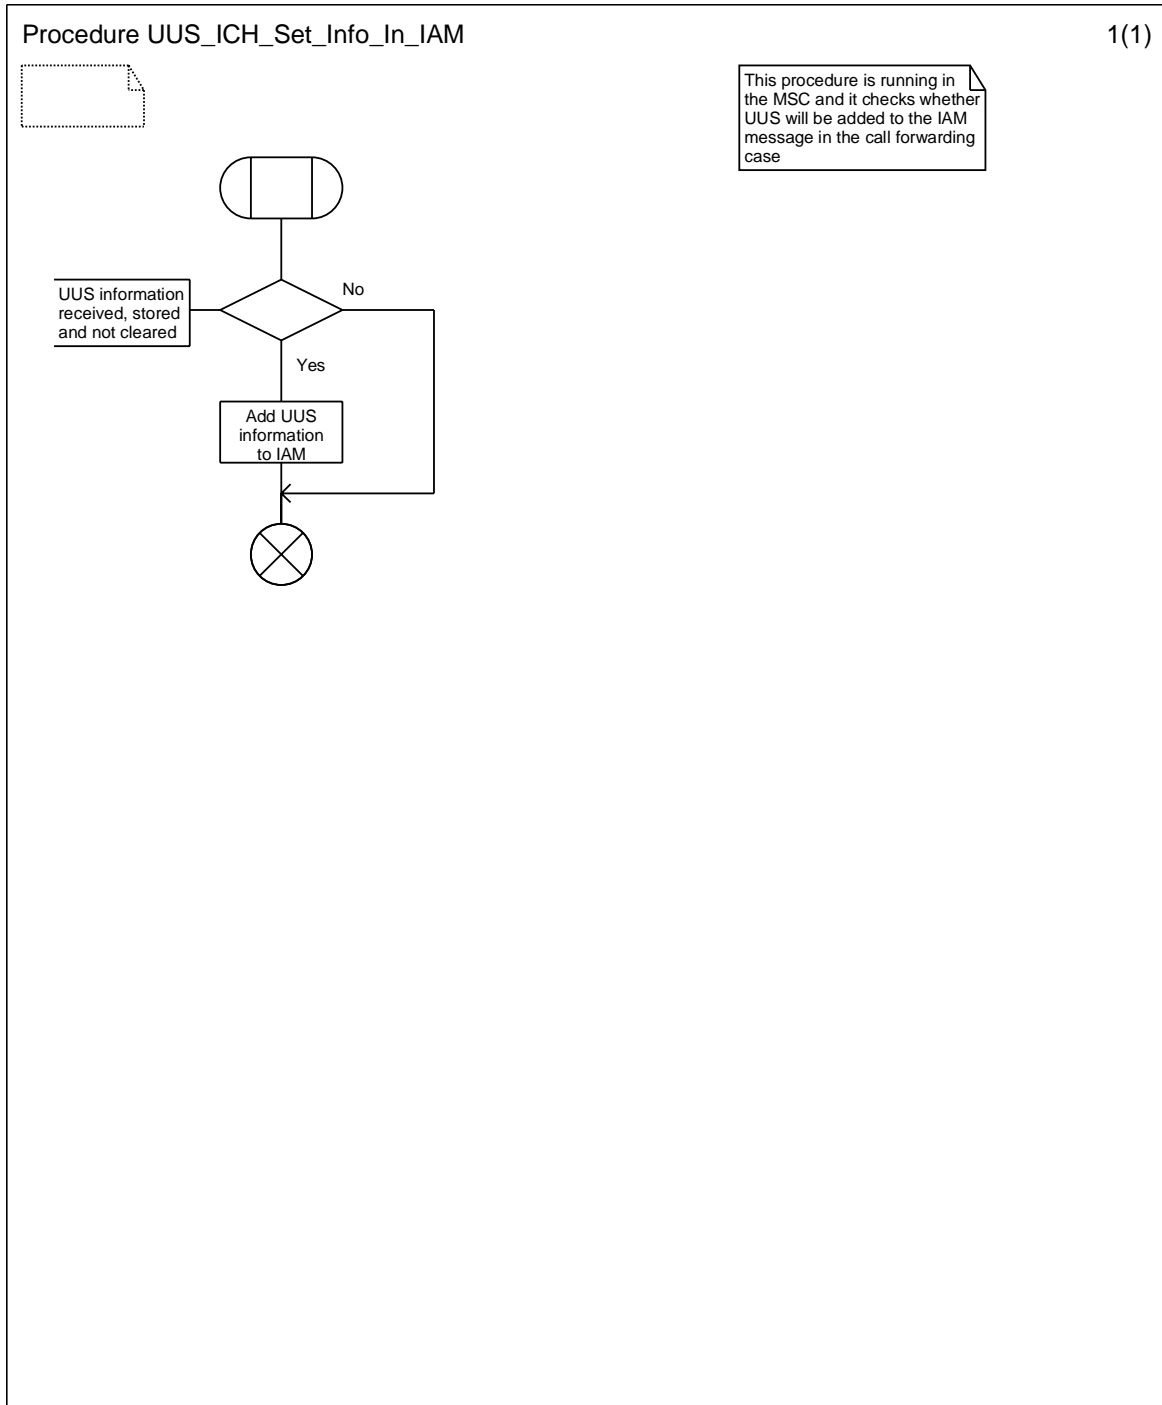 Procedure UUS_ICH_Set_Info_In_IAM
1(1)
This procedure is running in
the MSC and it checks whether
UUS will be added to the IAM
message in the call forwarding
case
UUS information
received, stored
and not cleared
No
Yes
Add UUS
information
to IAM